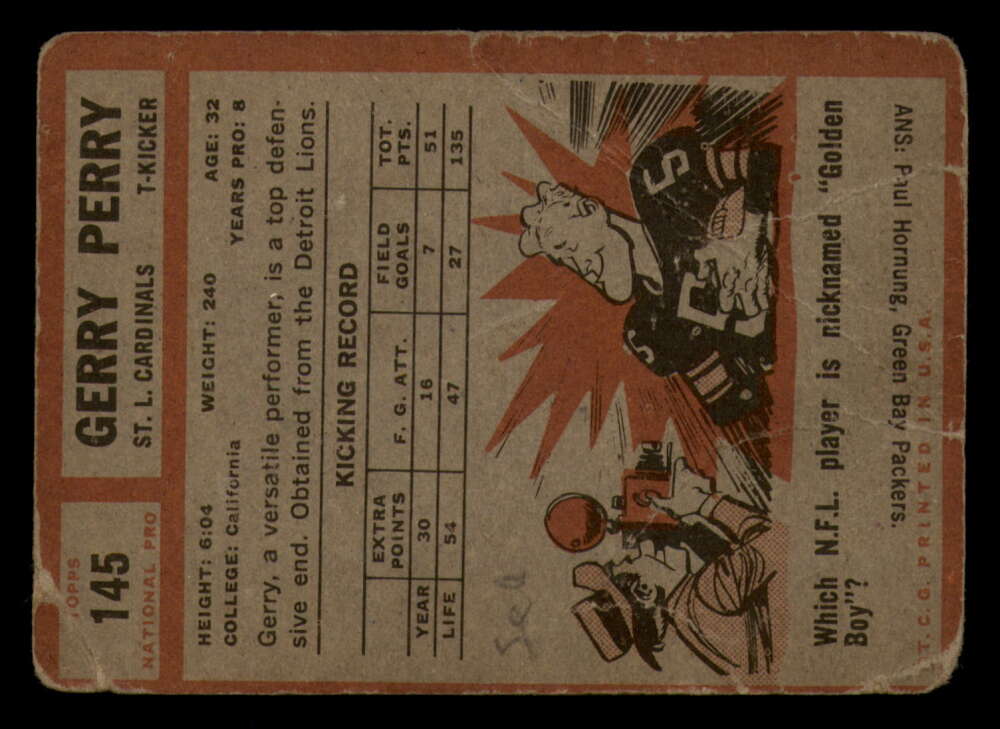 TOPPS
145
NATIONAL PRO
GERRY PERRY
ST. L. CARDINALS T-KICKER
HEIGHT: 6:04 WEIGHT: 240 AGE: 32
COLLEGE: California YEARS PRO: 8
Gerry, a versatile performer, is a top defen-
sive end. Obtained from the Detroit Lions.
KICKING RECORD
EXTRA POINTS F. G. ATT. FIELD GOALS TOT. PTS.
YEAR 30 16 7 51
LIFE 54 47 27 135
5
5
Which N.F.L. player is nicknamed "Golden
Boy"?
ANS: Paul Hornung, Green Bay Packers.
T. C. G. PRINTED IN U.S.A.